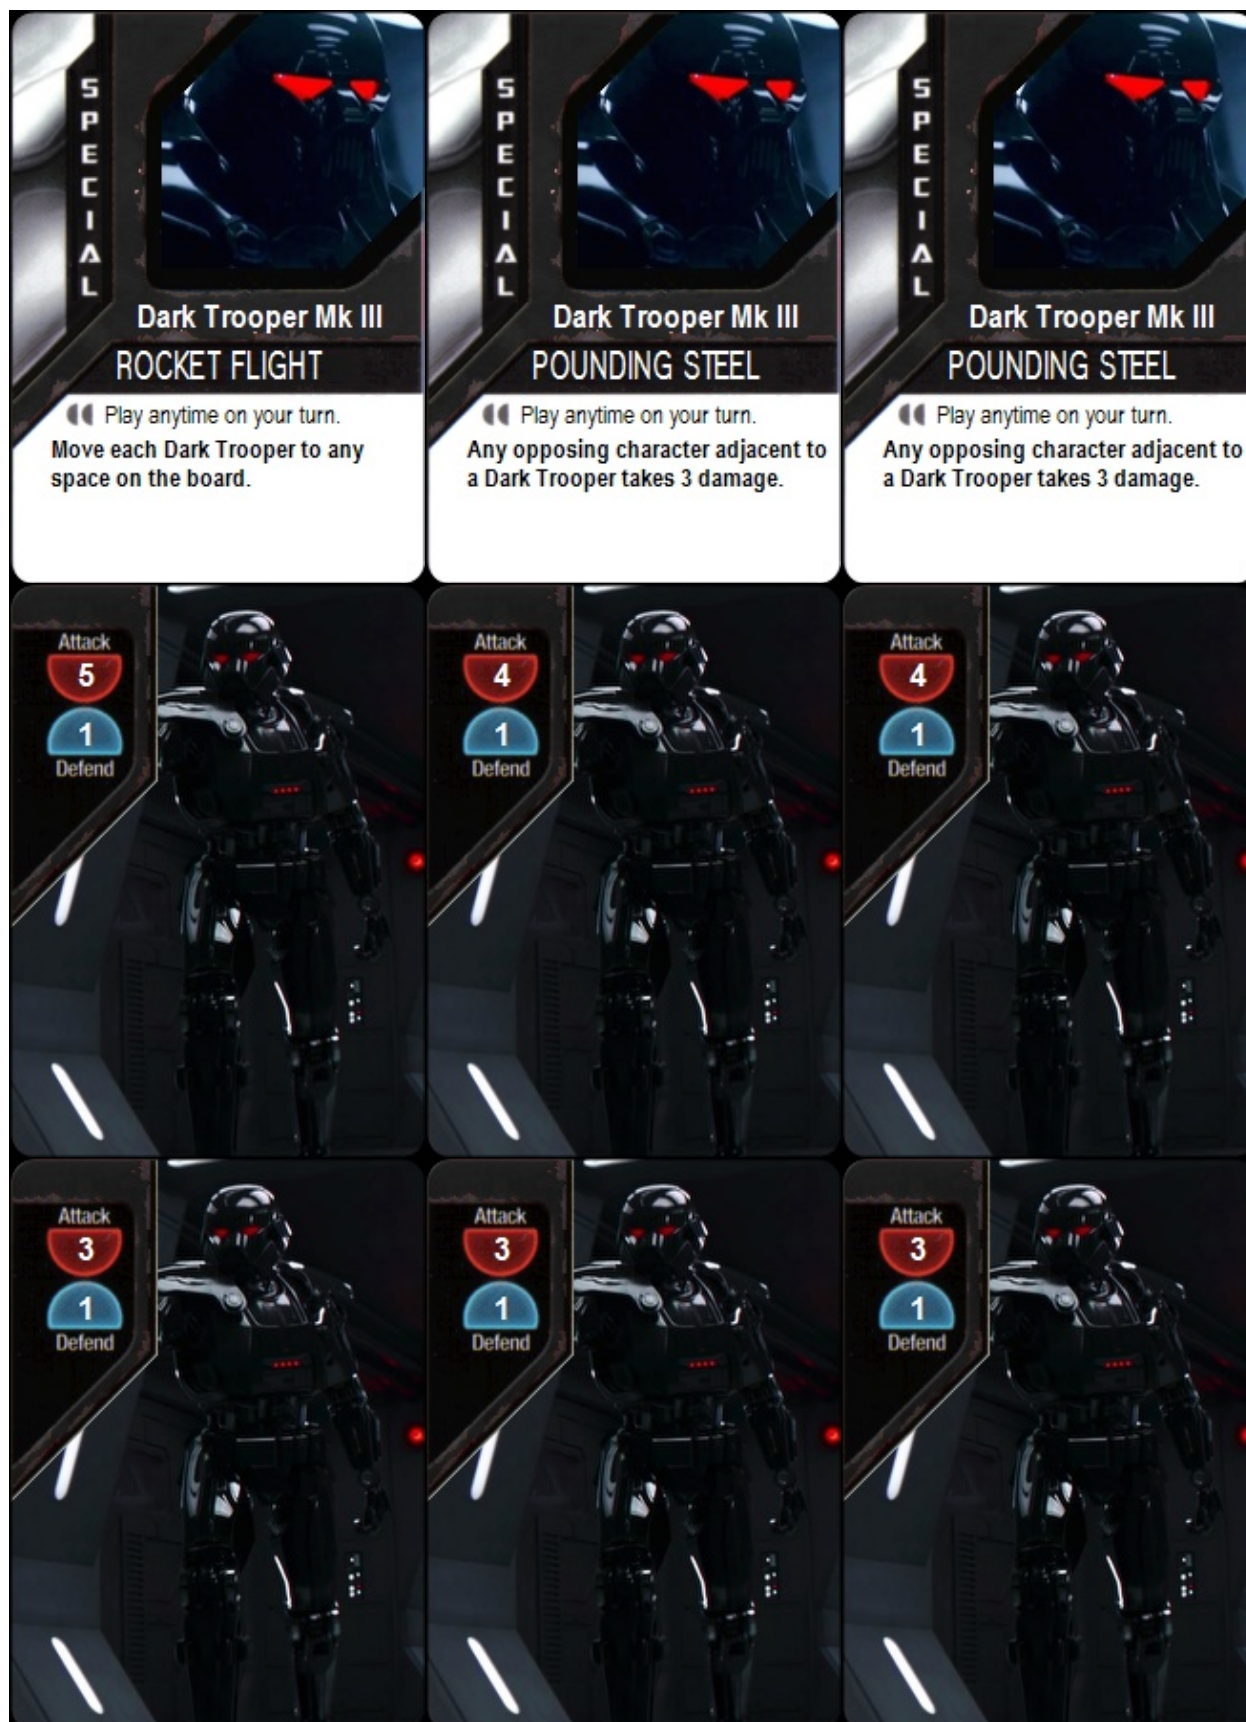 SPECIAL
Dark Trooper Mk III
ROCKET FLIGHT
Play anytime on your turn.
Move each Dark Trooper to any
space on the board.
SPECIAL
Dark Trooper Mk III
POUNDING STEEL
Play anytime on your turn.
Any opposing character adjacent to
a Dark Trooper takes 3 damage.
SPECIAL
Dark Trooper Mk III
POUNDING STEEL
Play anytime on your turn.
Any opposing character adjacent to
a Dark Trooper takes 3 damage.
Attack
5
1
Defend
Attack
4
1
Defend
Attack
4
1
Defend
Attack
3
1
Defend
Attack
3
1
Defend
Attack
3
1
Defend